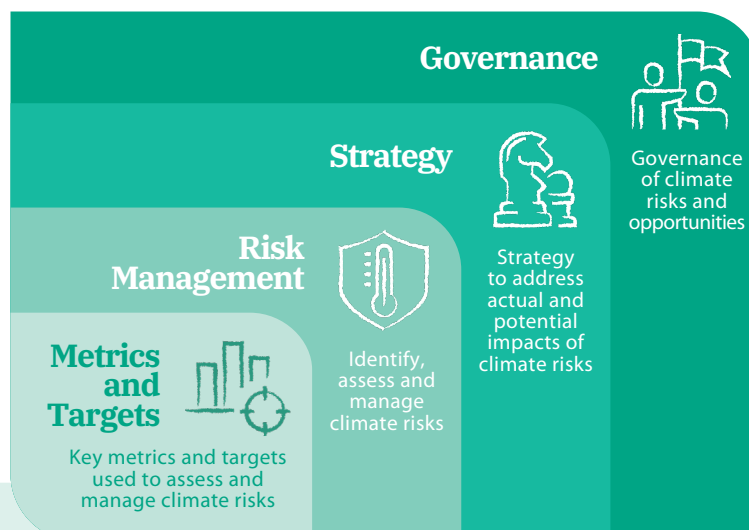 Governance
Governance
of climate
risks and
opportunities
Strategy
Strategy
to address
actual and
potential
impacts of
climate risks
Risk
Management
Identify,
assess and
manage
climate risks
Metrics
and
Targets
Key metrics and targets
used to assess and
manage climate risks